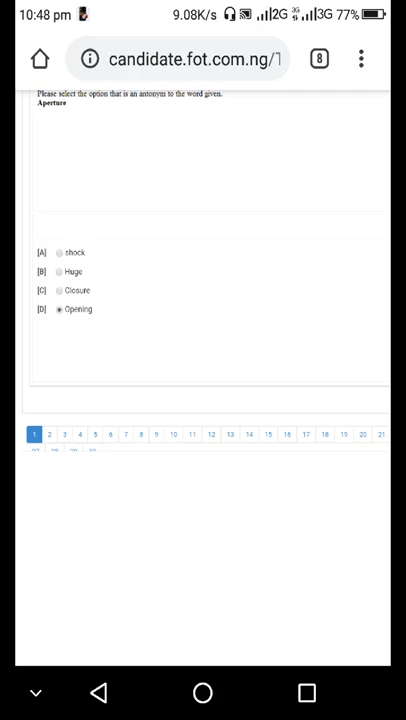 10:48 pm 9.08K/s 2G 3G 77%
candidate.fot.com.ng/ 8
Please select the option that is an antonym to the word given.
Aperture
[A] shock
[B] Huge
[C] Closure
[D] Opening
1 2 3 4 5 6 7 8 9 10 11 12 13 14 15 16 17 18 19 20 21